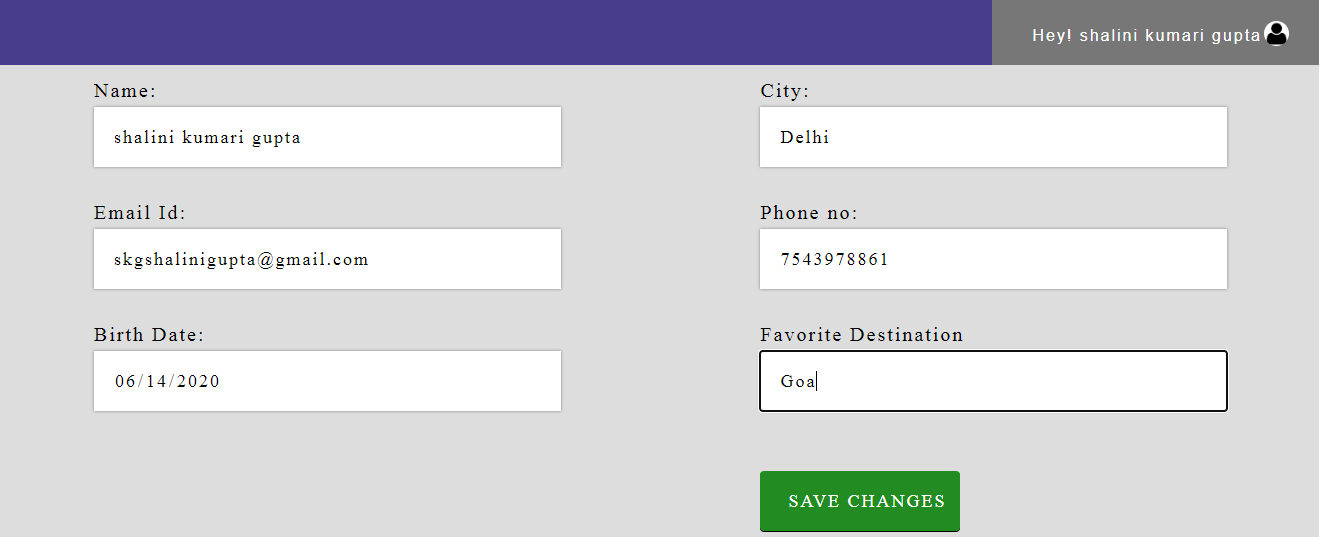 Hey! shalini kumari gupta
Name:
shalini kumari gupta
City:
Delhi
Email Id:
skgshalinigupta@gmail.com
Phone no:
7543978861
Birth Date:
06/14/2020
Favorite Destination
Goa
SAVE CHANGES